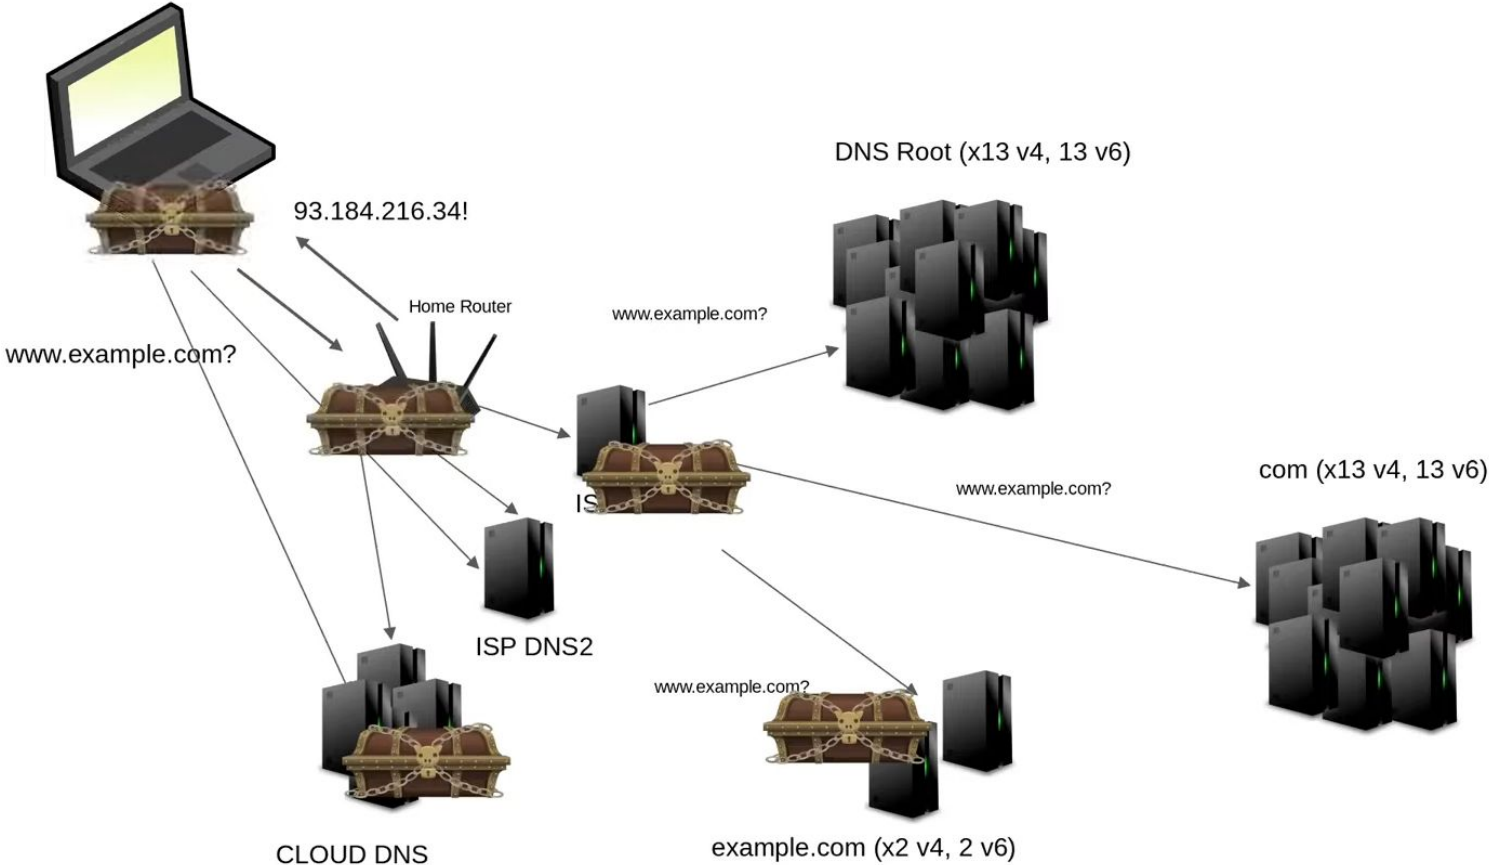 DNS Root (x13 v4, 13 v6)
93.184.216.34!
Home Router
www.example.com?
www.example.com?
com (x13 v4, 13 v6)
www.example.com?
IS
ISP DNS2
www.example.com?
example.com (x2 v4, 2 v6)
CLOUD DNS